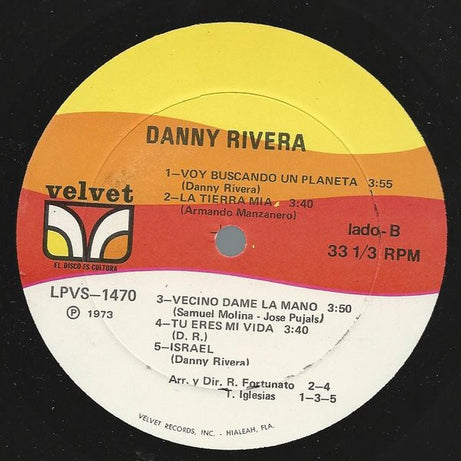 DANNY RIVERA
1—VOY BUSCANDO UN PLANETA 3:55
(Danny Rivera)
2—LA TIERRA MIA 3:40
(Armando Manzanero)
velvet
EL DISCO ES CULTURA
lado-B
33 1/3 RPM
LPVS—1470
Ⓟ 1973
3—VECINO DAME LA MANO 3:50
(Samuel Molina - Jose Pujals)
4—TU ERES MI VIDA 3:40
(D. R.)
5—ISRAEL
(Danny Rivera)
Arr. y Dir. R. Fortunato 2-4
T. Iglesias 1-3-5
VELVET RECORDS, INC. - HIALEAH, FLA.